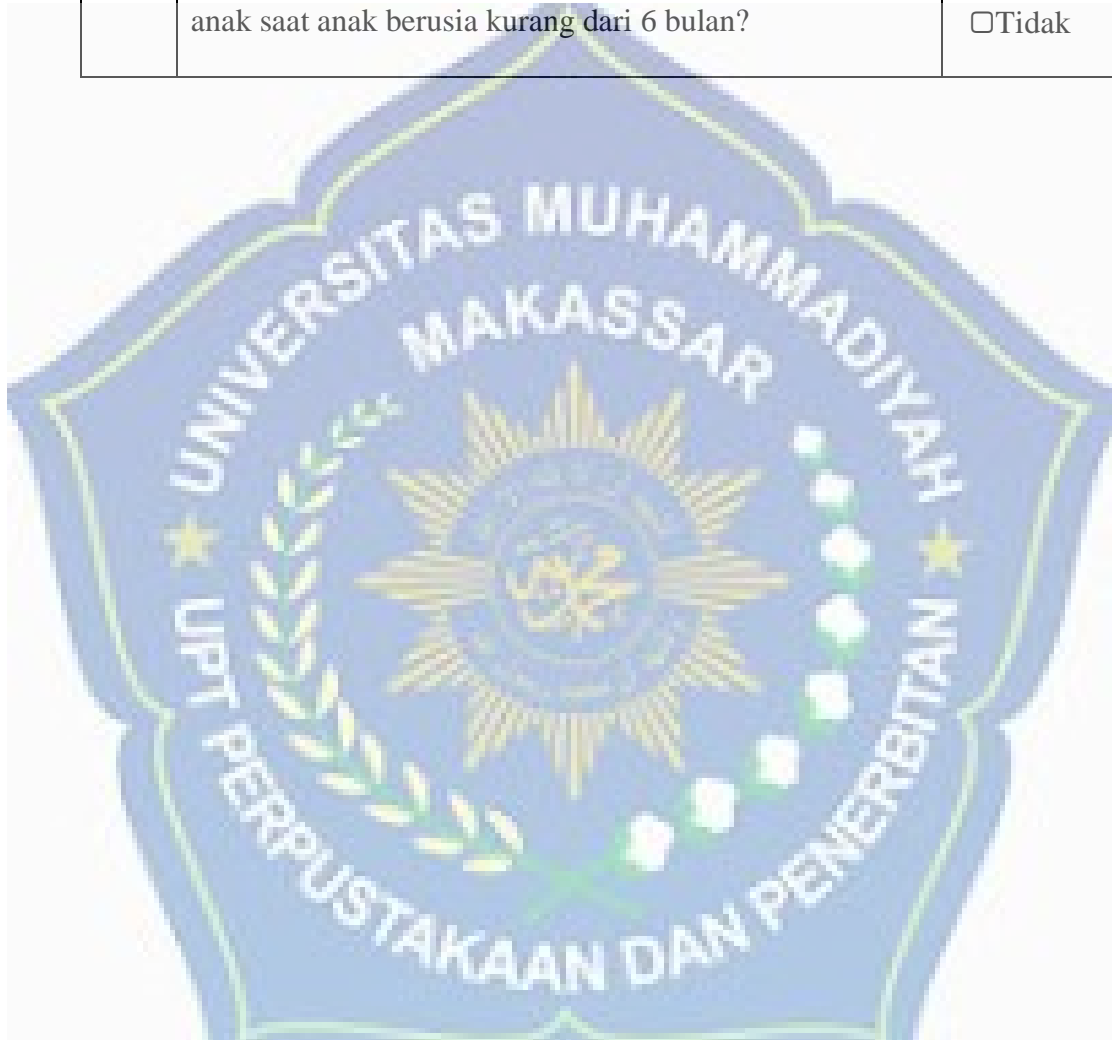 anak saat anak berusia kurang dari 6 bulan?
▢Tidak
UNIVERSITAS MUHAMMADIYAH
MAKASSAR
UPT PERPUSTAKAAN DAN PENERBITAN